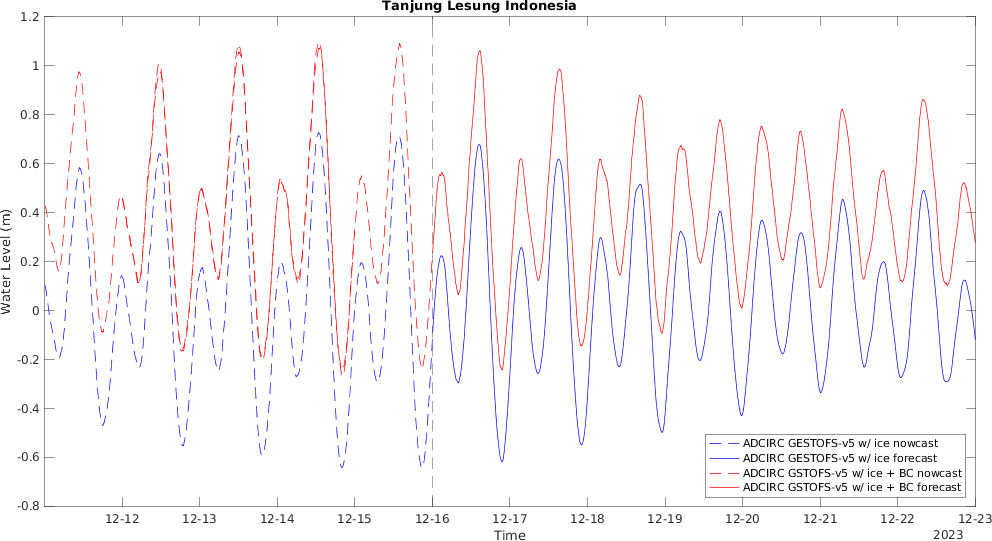 Tanjung Lesung Indonesia
1.2
1
0.8
0.6
0.4
0.2
0
-0.2
-0.4
-0.6
-0.8
Water Level (m)
ADCIRC GESTOFS-v5 w/ ice nowcast
ADCIRC GESTOFS-v5 w/ ice forecast
ADCIRC GSTOFS-v5 w/ ice + BC nowcast
ADCIRC GSTOFS-v5 w/ ice + BC forecast
12-12 12-13 12-14 12-15 12-16 12-17 12-18 12-19 12-20 12-21 12-22 12-23
Time
2023